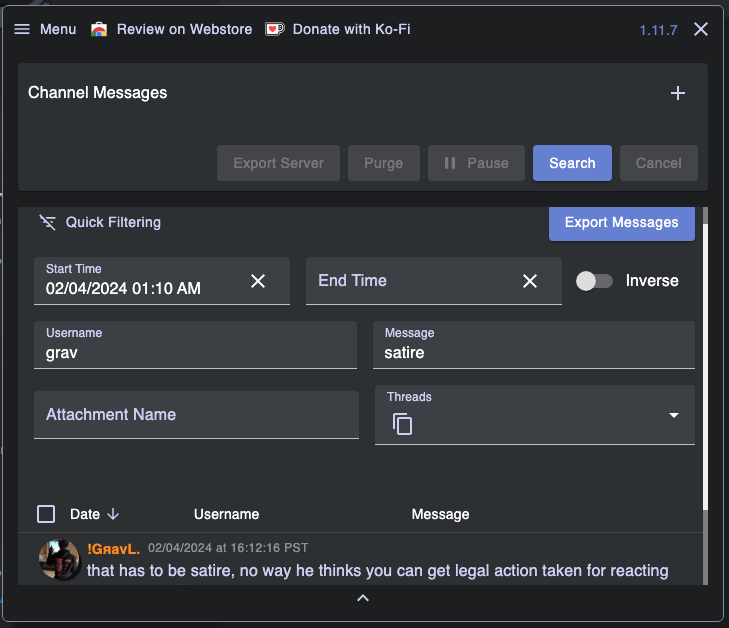 Menu Review on Webstore Donate with Ko-Fi 1.11.7
Channel Messages
Export Server Purge Pause Search Cancel
Quick Filtering Export Messages
Start Time
02/04/2024 01:10 AM End Time Inverse
Username Message
grav satire
Attachment Name Threads
Date Username Message
!GяavL. 02/04/2024 at 16:12:16 PST
that has to be satire, no way he thinks you can get legal action taken for reacting